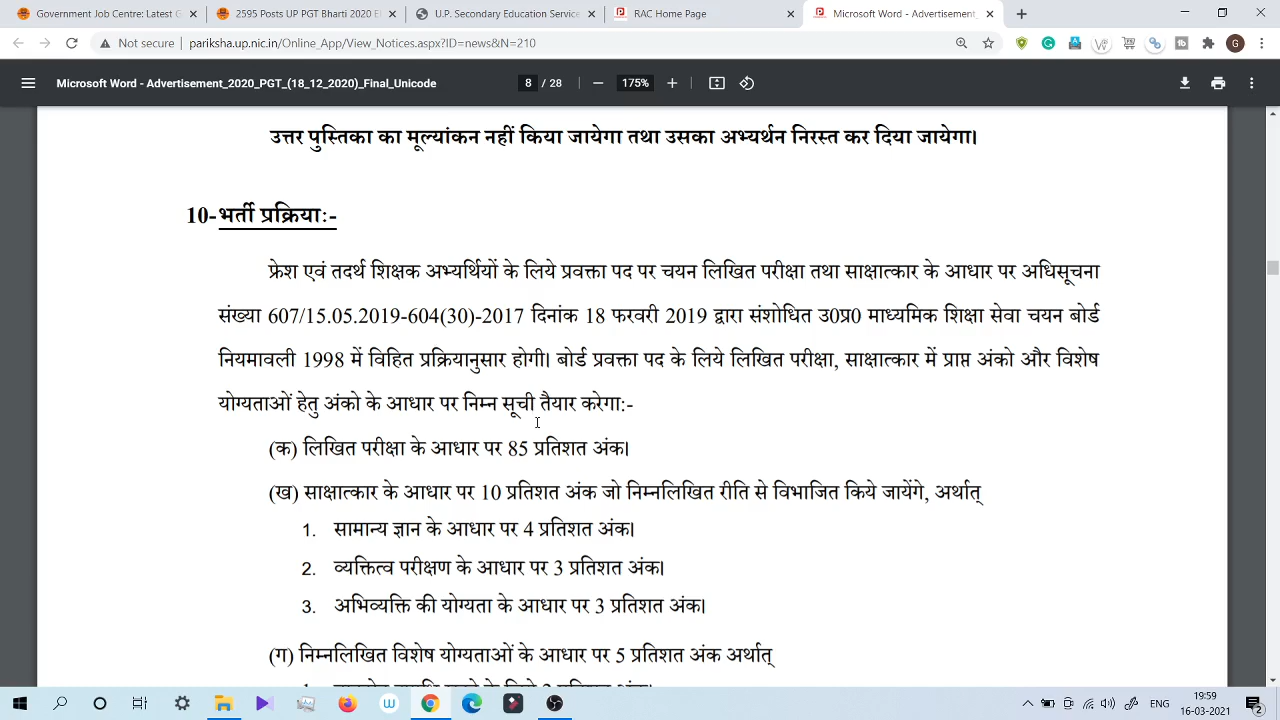 Government Job Centre: Latest G
2595 Posts UP PGT Bharti 2020 El
U.P. Secondary Education Service
RAC Home Page
Microsoft Word - Advertisement_
Not secure
pariksha.up.nic.in/Online_App/View_Notices.aspx?ID=news&N=210
Microsoft Word - Advertisement_2020_PGT_(18_12_2020)_Final_Unicode
8 / 28
175%
उत्तर पुस्तिका का मूल्यांकन नहीं किया जायेगा तथा उसका अभ्यर्थन निरस्त कर दिया जायेगा।
10-भर्ती प्रक्रिया:-
फ्रेश एवं तदर्थ शिक्षक अभ्यर्थियों के लिये प्रवक्ता पद पर चयन लिखित परीक्षा तथा साक्षात्कार के आधार पर अधिसूचना
संख्या 607/15.05.2019-604(30)-2017 दिनांक 18 फरवरी 2019 द्वारा संशोधित उ0प्र0 माध्यमिक शिक्षा सेवा चयन बोर्ड
नियमावली 1998 में विहित प्रक्रियानुसार होगी। बोर्ड प्रवक्ता पद के लिये लिखित परीक्षा, साक्षात्कार में प्राप्त अंको और विशेष
योग्यताओं हेतु अंको के आधार पर निम्न सूची तैयार करेगा:-
(क) लिखित परीक्षा के आधार पर 85 प्रतिशत अंक।
(ख) साक्षात्कार के आधार पर 10 प्रतिशत अंक जो निम्नलिखित रीति से विभाजित किये जायेंगे, अर्थात्
1. सामान्य ज्ञान के आधार पर 4 प्रतिशत अंक।
2. व्यक्तित्व परीक्षण के आधार पर 3 प्रतिशत अंक।
3. अभिव्यक्ति की योग्यता के आधार पर 3 प्रतिशत अंक।
(ग) निम्नलिखित विशेष योग्यताओं के आधार पर 5 प्रतिशत अंक अर्थात्
ENG
19:59
16-03-2021